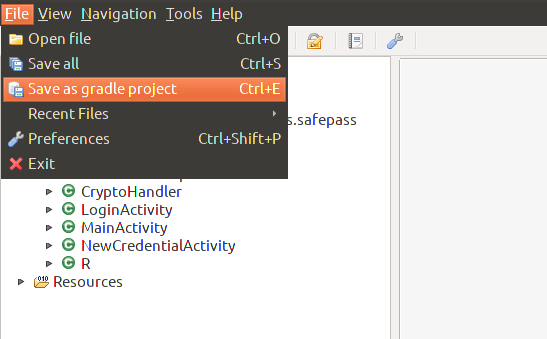 File View Navigation Tools Help
Open file Ctrl+O
Save all Ctrl+S
Save as gradle project Ctrl+E
Recent Files
s.safepass
Preferences Ctrl+Shift+P
Exit
CryptoHandler
LoginActivity
MainActivity
NewCredentialActivity
R
Resources